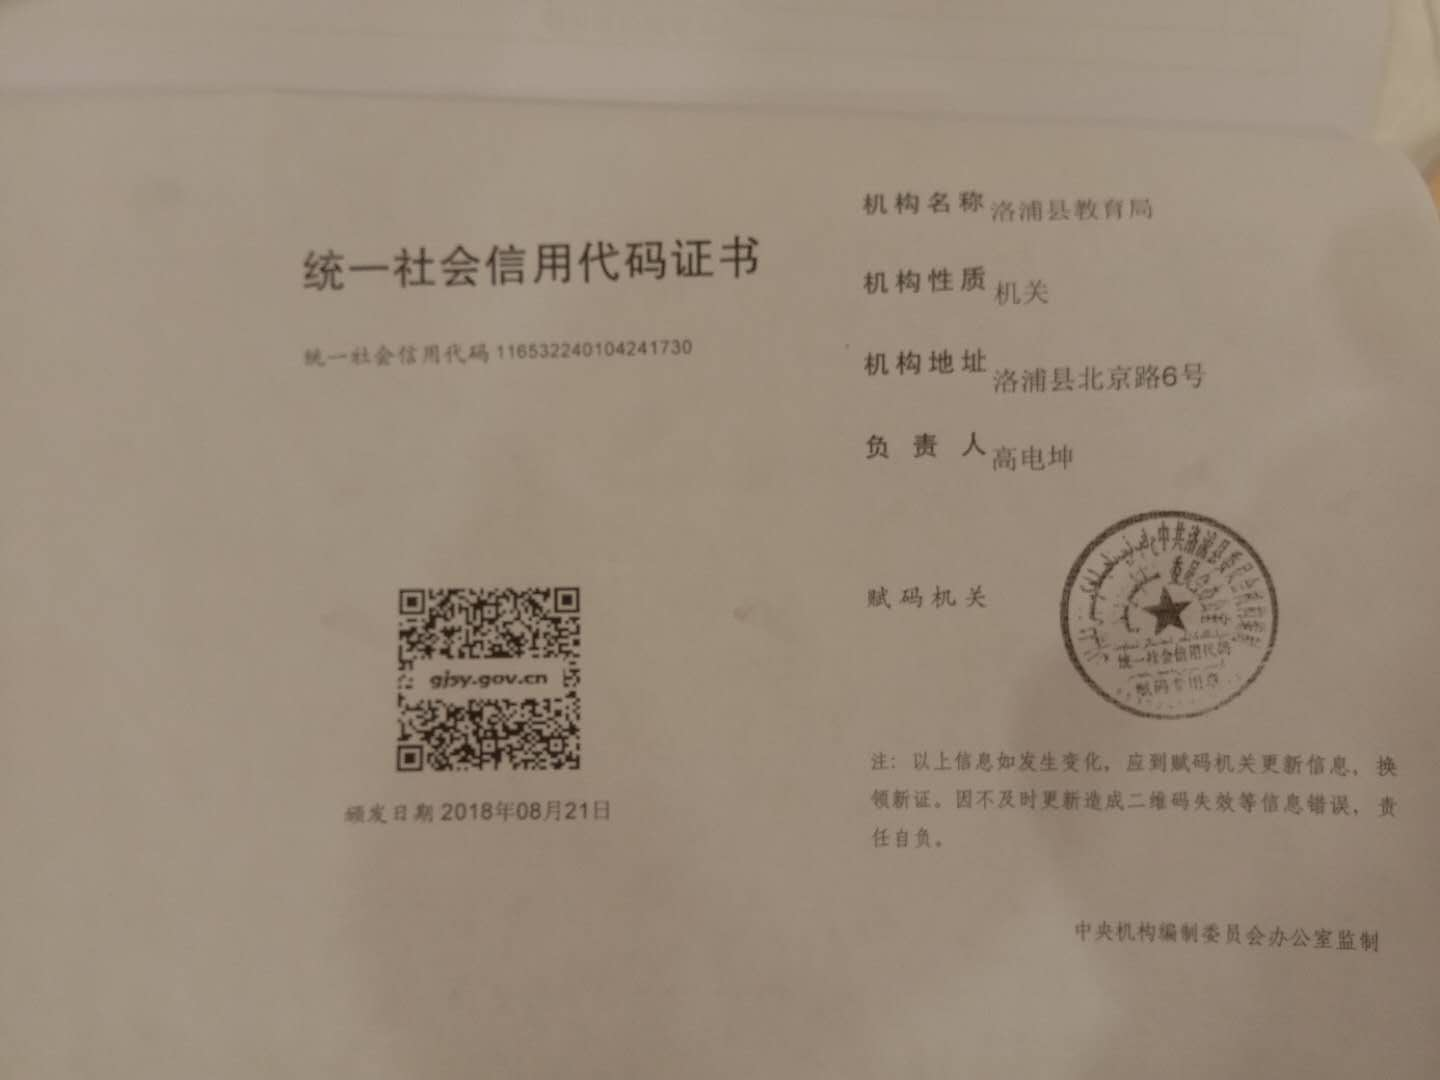 统一社会信用代码证书
统一社会信用代码 116532240104241730
gjsy.gov.cn
颁发日期 2018年08月21日
机构名称 洛浦县教育局
机构性质 机关
机构地址 洛浦县北京路6号
负责人 高电坤
赋码机关
中共洛浦县
统一社会信用代码
赋码专用章
注：以上信息如发生变化，应到赋码机关更新信息，换
领新证。因不及时更新造成二维码失效等信息错误，责
任自负。
中央机构编制委员会办公室监制